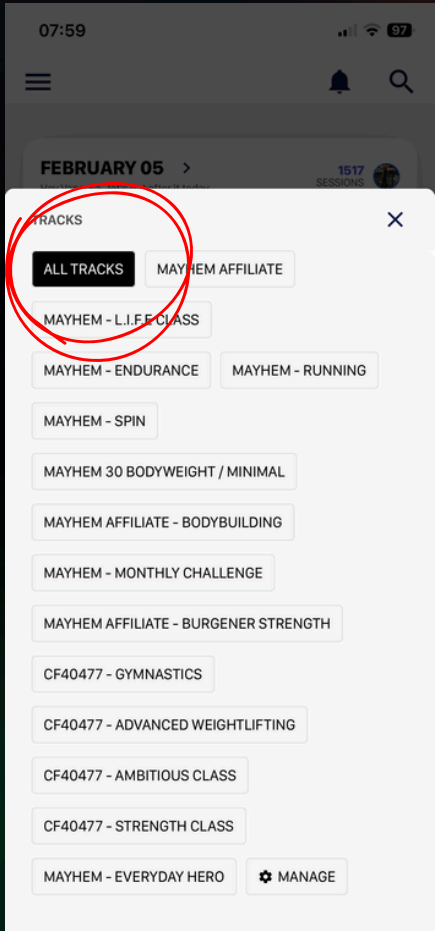 07:59
97
FEBRUARY 05 >
1517
SESSIONS
TRACKS
ALL TRACKS
MAYHEM AFFILIATE
MAYHEM - L.I.F.E CLASS
MAYHEM - ENDURANCE
MAYHEM - RUNNING
MAYHEM - SPIN
MAYHEM 30 BODYWEIGHT / MINIMAL
MAYHEM AFFILIATE - BODYBUILDING
MAYHEM - MONTHLY CHALLENGE
MAYHEM AFFILIATE - BURGENER STRENGTH
CF40477 - GYMNASTICS
CF40477 - ADVANCED WEIGHTLIFTING
CF40477 - AMBITIOUS CLASS
CF40477 - STRENGTH CLASS
MAYHEM - EVERYDAY HERO
MANAGE